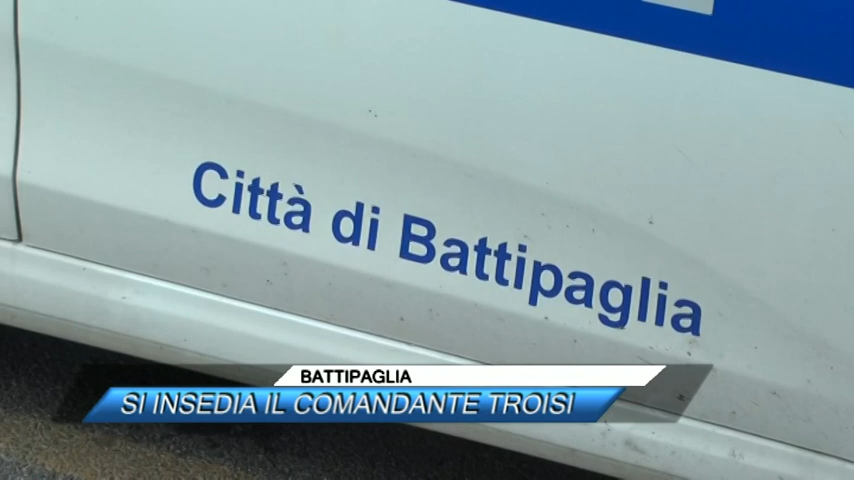 Città di Battipaglia
BATTIPAGLIA
SI INSEDIA IL COMANDANTE TROISI